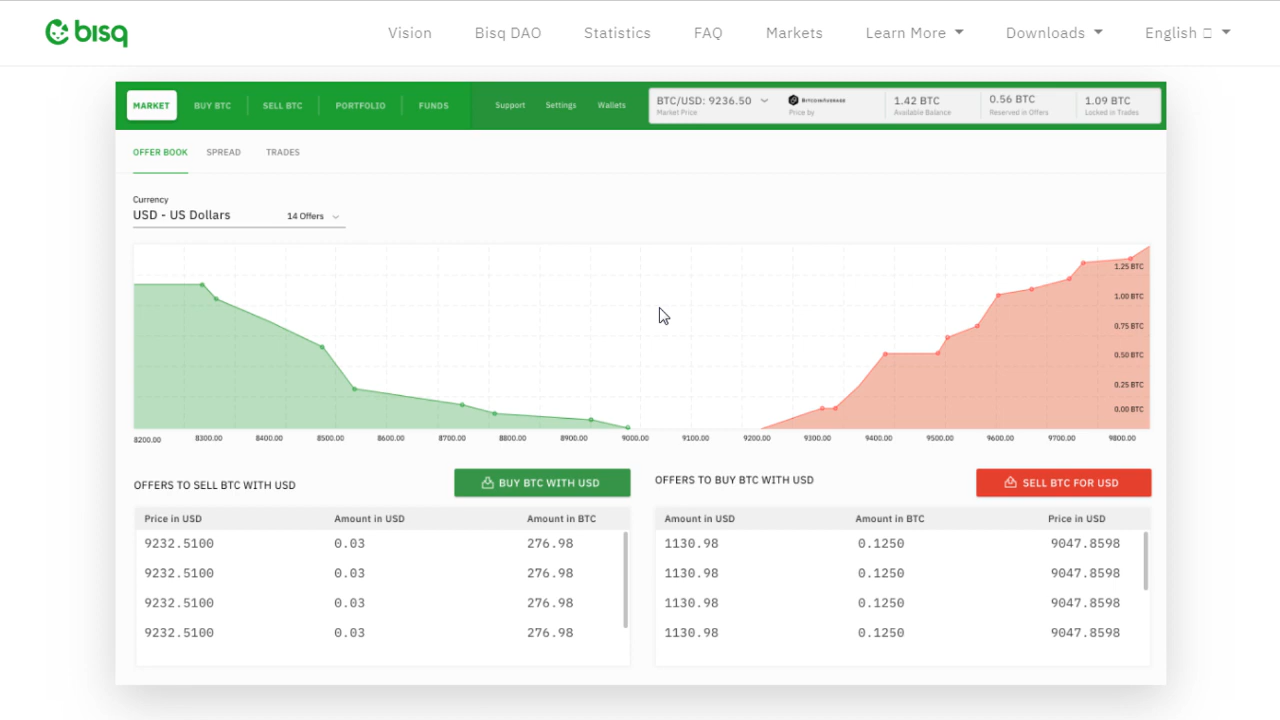 bisq
Vision Bisq DAO Statistics FAQ Markets Learn More Downloads English
MARKET BUY BTC SELL BTC PORTFOLIO FUNDS Support Settings Wallets
BTC/USD: 9236.50 BITCOINAVERAGE 1.42 BTC 0.56 BTC 1.09 BTC
Market Price Price by Available Balance Reserved in Offers Locked in Trades
OFFER BOOK SPREAD TRADES
Currency
USD - US Dollars 14 Offers
1.25 BTC
1.00 BTC
0.75 BTC
0.50 BTC
0.25 BTC
0.00 BTC
8200.00 8300.00 8400.00 8500.00 8600.00 8700.00 8800.00 8900.00 9000.00 9100.00 9200.00 9300.00 9400.00 9500.00 9600.00 9700.00 9800.00
OFFERS TO SELL BTC WITH USD BUY BTC WITH USD
Price in USD Amount in USD Amount in BTC
9232.5100 0.03 276.98
9232.5100 0.03 276.98
9232.5100 0.03 276.98
9232.5100 0.03 276.98
OFFERS TO BUY BTC WITH USD SELL BTC FOR USD
Amount in USD Amount in BTC Price in USD
1130.98 0.1250 9047.8598
1130.98 0.1250 9047.8598
1130.98 0.1250 9047.8598
1130.98 0.1250 9047.8598